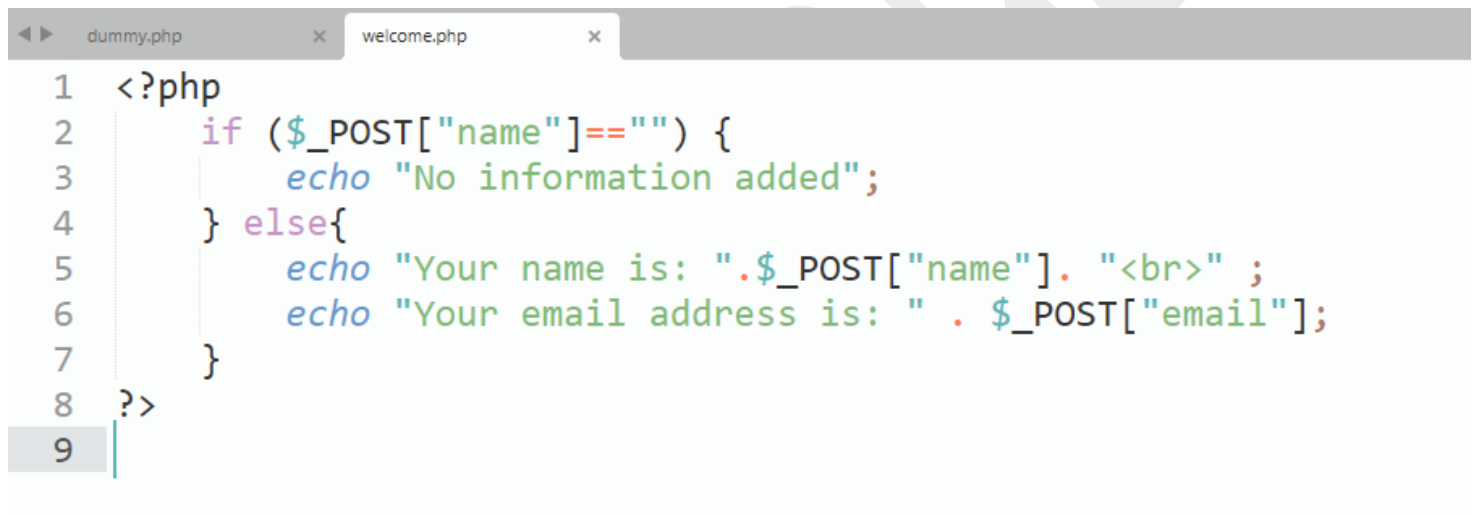 dummy.php × welcome.php ×
1 <?php
2 if ($_POST["name"]=="") {
3 echo "No information added";
4 } else{
5 echo "Your name is: ".$_POST["name"]. "<br>" ;
6 echo "Your email address is: " . $_POST["email"];
7 }
8 ?>
9